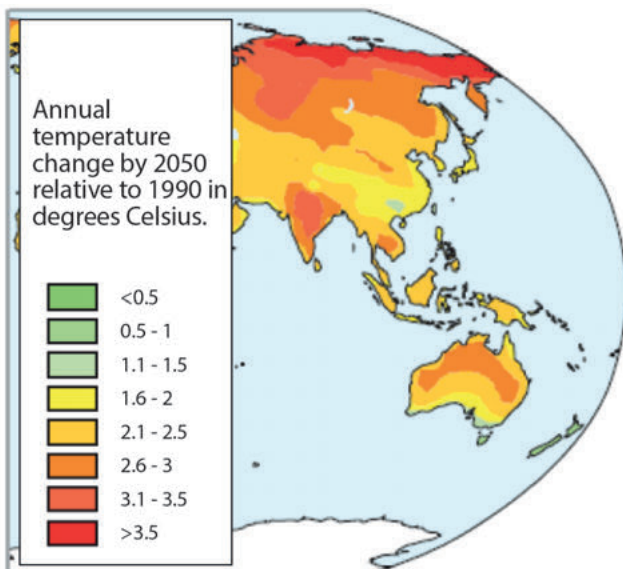 Annual
temperature
change by 2050
relative to 1990 in
degrees Celsius.
<0.5
0.5 - 1
1.1 - 1.5
1.6 - 2
2.1 - 2.5
2.6 - 3
3.1 - 3.5
>3.5